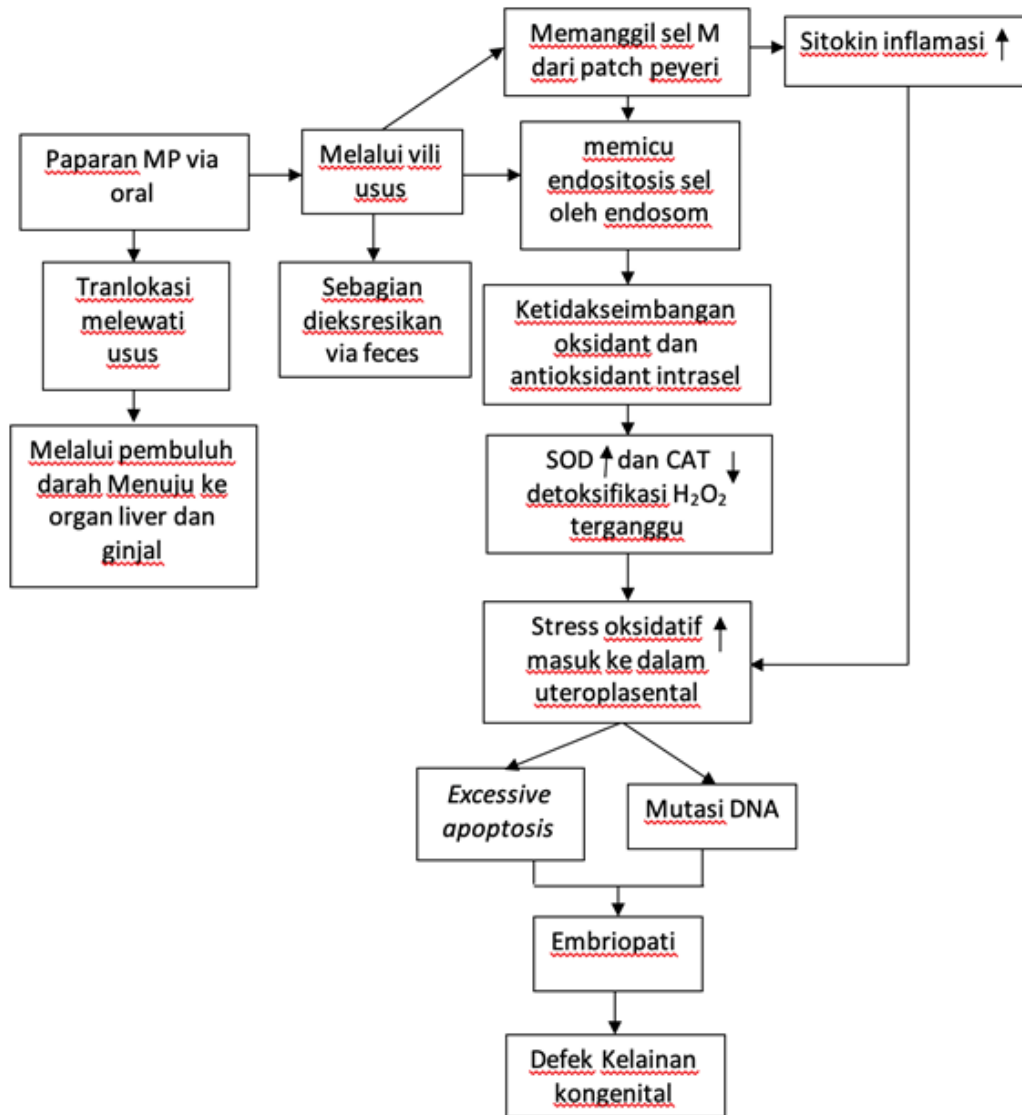 Memanggil sel M
dari patch peyeri
Sitokin inflamasi ↑
Paparan MP via
oral
Melalui vili
usus
memicu
endositosis sel
oleh endosom
Tranlokasi
melewati
usus
Sebagian
dieksresikan
via feces
Ketidakseimbangan
oksidant dan
antioksidant intrasel
Melalui pembuluh
darah Menuju ke
organ liver dan
ginjal
SOD ↑ dan CAT ↓
detoksifikasi H₂O₂
terganggu
Stress oksidatif ↑
masuk ke dalam
uteroplasental
Excessive
apoptosis
Mutasi DNA
Embriopati
Defek Kelainan
kongenital